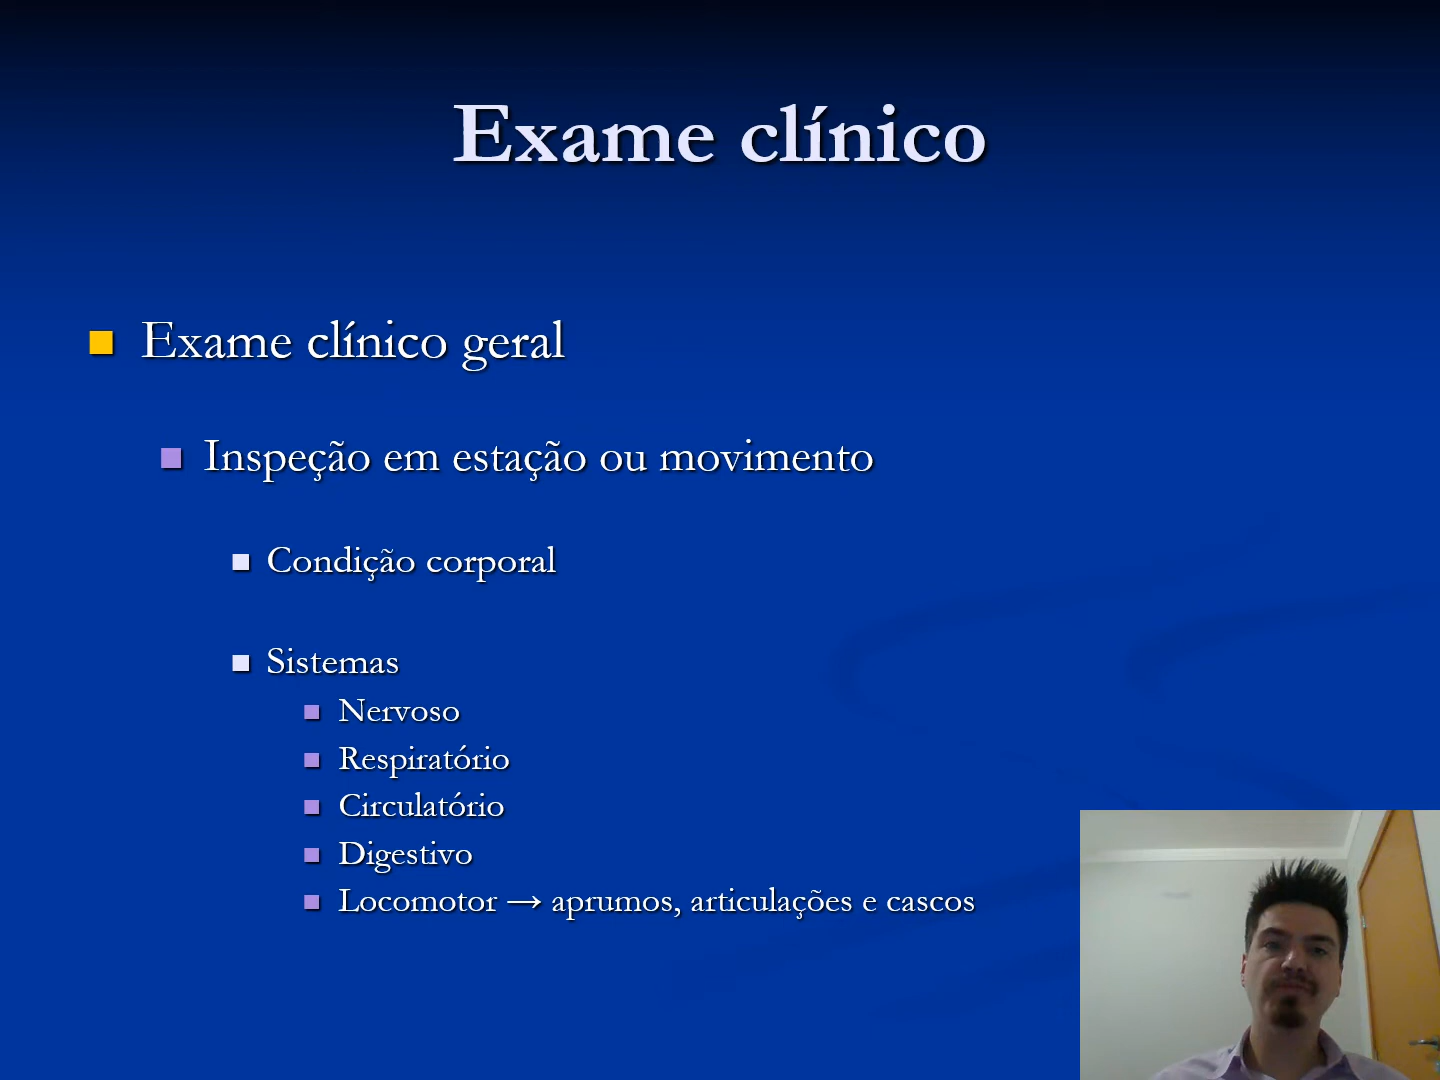 Exame clínico
Exame clínico geral
Inspeção em estação ou movimento
Condição corporal
Sistemas
Nervoso
Respiratório
Circulatório
Digestivo
Locomotor → aprumos, articulações e cascos